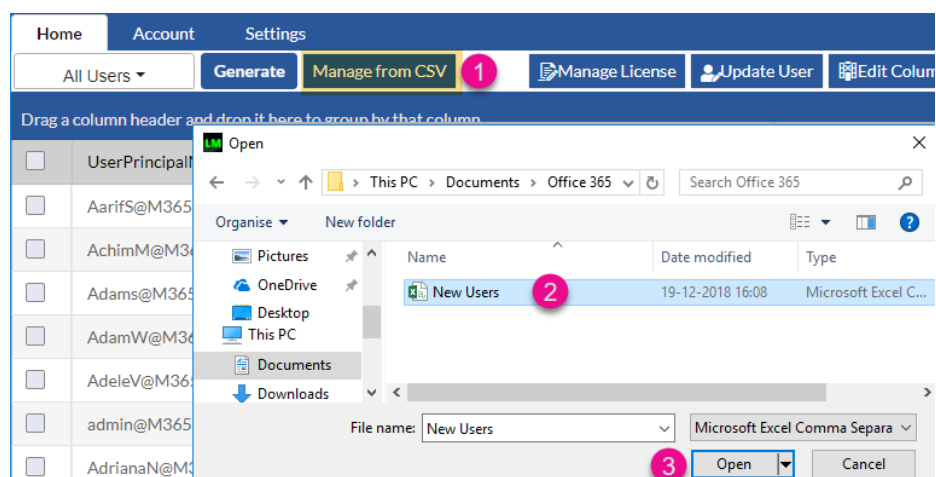 Home Account Settings
All Users Generate Manage from CSV 1 Manage License Update User Edit Colum
Drag a column header and drop it here to group by that column
LM Open
UserPrincipalN
This PC > Documents > Office 365 Search Office 365
AarifS@M365
Organise New folder ?
AchimM@M36
Pictures Name Date modified Type
OneDrive New Users 2 19-12-2018 16:08 Microsoft Excel C...
Adams@M365
Desktop
This PC
AdamW@M36
Documents
AdeleV@M365
Downloads
admin@M365
File name: New Users Microsoft Excel Comma Separa
AdrianaN@M
3 Open Cancel